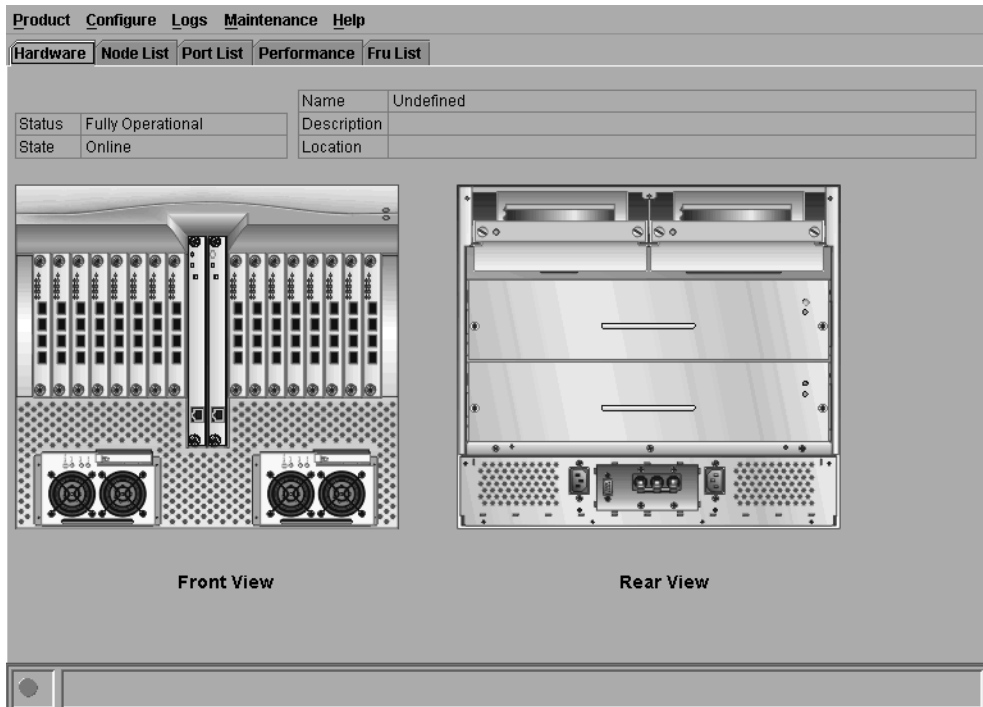 Product Configure Logs Maintenance Help
Hardware Node List Port List Performance Fru List
Name Undefined
Status Fully Operational Description
State Online Location
Front View Rear View